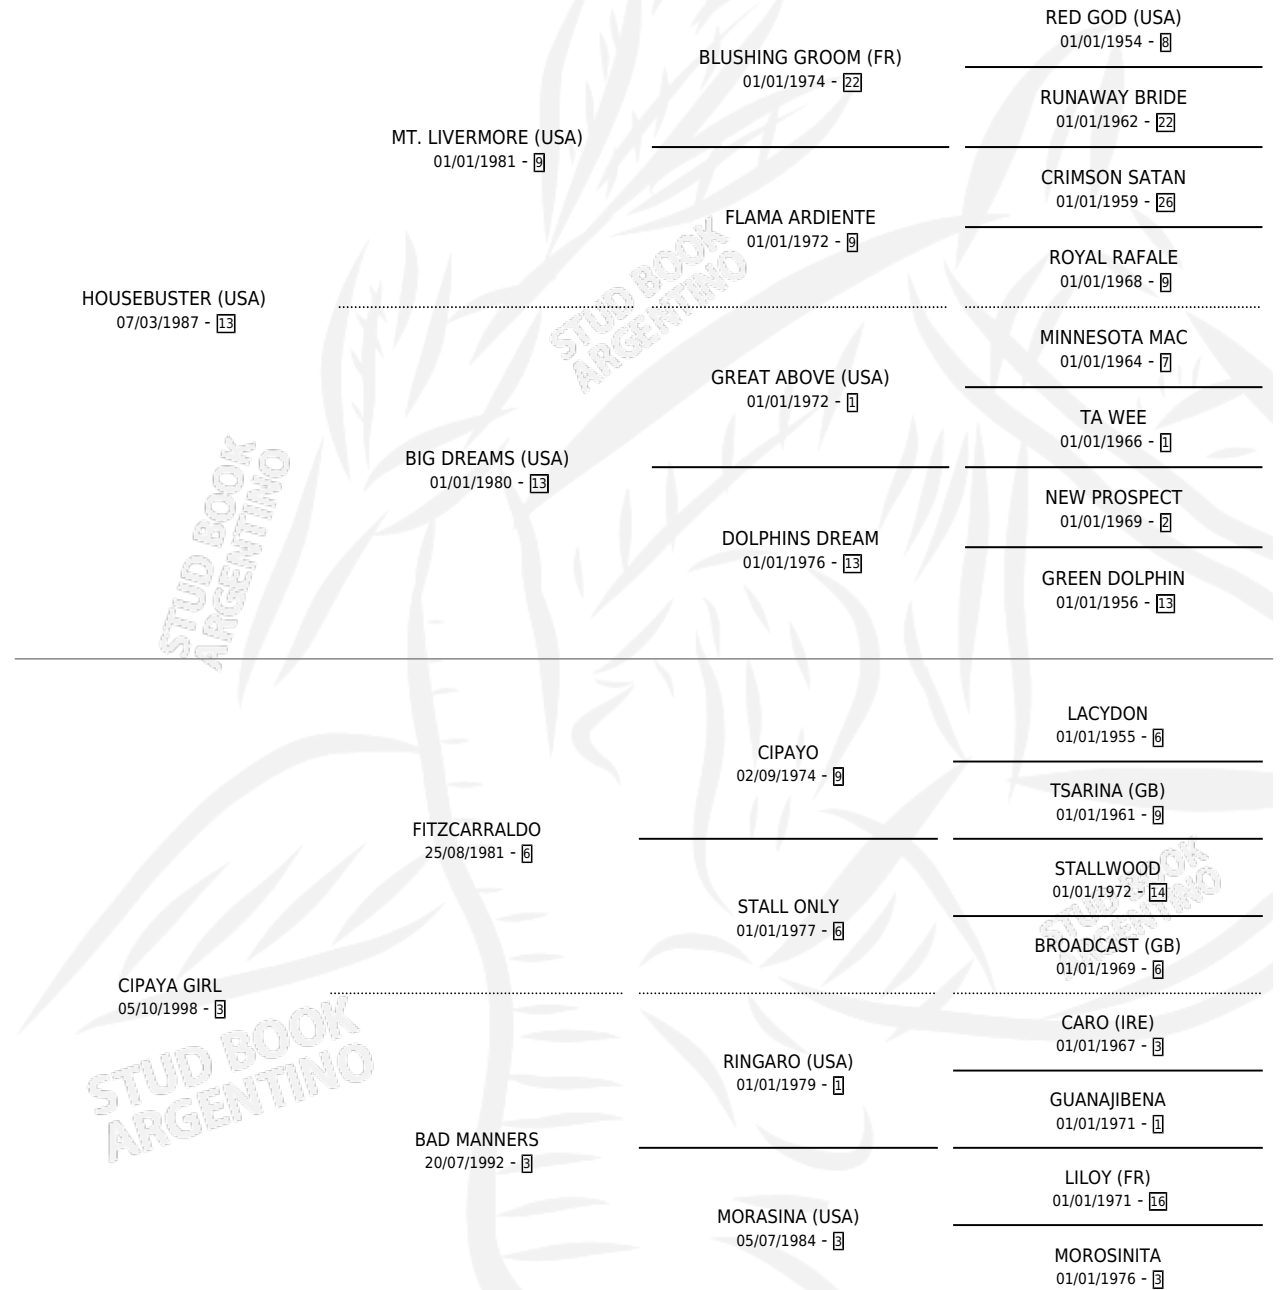 RED GOD (USA)
01/01/1954 - 8
BLUSHING GROOM (FR)
01/01/1974 - 22
RUNAWAY BRIDE
01/01/1962 - 22
MT. LIVERMORE (USA)
01/01/1981 - 9
CRIMSON SATAN
01/01/1959 - 26
FLAMA ARDIENTE
01/01/1972 - 9
ROYAL RAFALE
01/01/1968 - 9
HOUSEBUSTER (USA)
07/03/1987 - 13
STUD BOOK
ARGENTINO
MINNESOTA MAC
01/01/1964 - 7
GREAT ABOVE (USA)
01/01/1972 - 1
TA WEE
01/01/1966 - 1
BIG DREAMS (USA)
01/01/1980 - 13
NEW PROSPECT
01/01/1969 - 2
DOLPHINS DREAM
01/01/1976 - 13
GREEN DOLPHIN
01/01/1956 - 13
STUD BOOK
ARGENTINO
LACYDON
01/01/1955 - 6
CIPAYO
02/09/1974 - 9
TSARINA (GB)
01/01/1961 - 9
FITZCARRALDO
25/08/1981 - 6
STALLWOOD
01/01/1972 - 14
STALL ONLY
01/01/1977 - 6
STUD BOOK
ARGENTINO
BROADCAST (GB)
01/01/1969 - 6
CIPAYA GIRL
05/10/1998 - 3
STUD BOOK
ARGENTINO
CARO (IRE)
01/01/1967 - 3
RINGARO (USA)
01/01/1979 - 1
GUANAJIBENA
01/01/1971 - 1
BAD MANNERS
20/07/1992 - 3
LILOY (FR)
01/01/1971 - 16
MORASINA (USA)
05/07/1984 - 3
MOROSINITA
01/01/1976 - 3